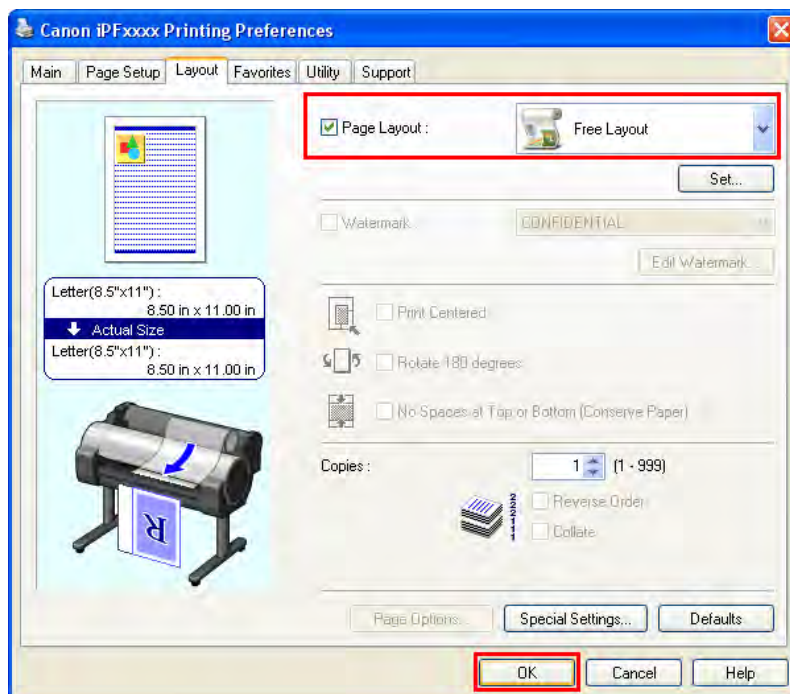 Canon iPFxxxx Printing Preferences
Main Page Setup Layout Favorites Utility Support
Page Layout : Free Layout
Set...
Watermark CONFIDENTIAL
Edit Watermark...
Letter(8.5"x11") :
8.50 in x 11.00 in
Actual Size
Letter(8.5"x11") :
8.50 in x 11.00 in
Print Centered
Rotate 180 degrees
No Spaces at Top or Bottom (Conserve Paper)
R
Copies : 1 (1 - 999)
Reverse Order
Collate
Page Options... Special Settings... Defaults
OK Cancel Help